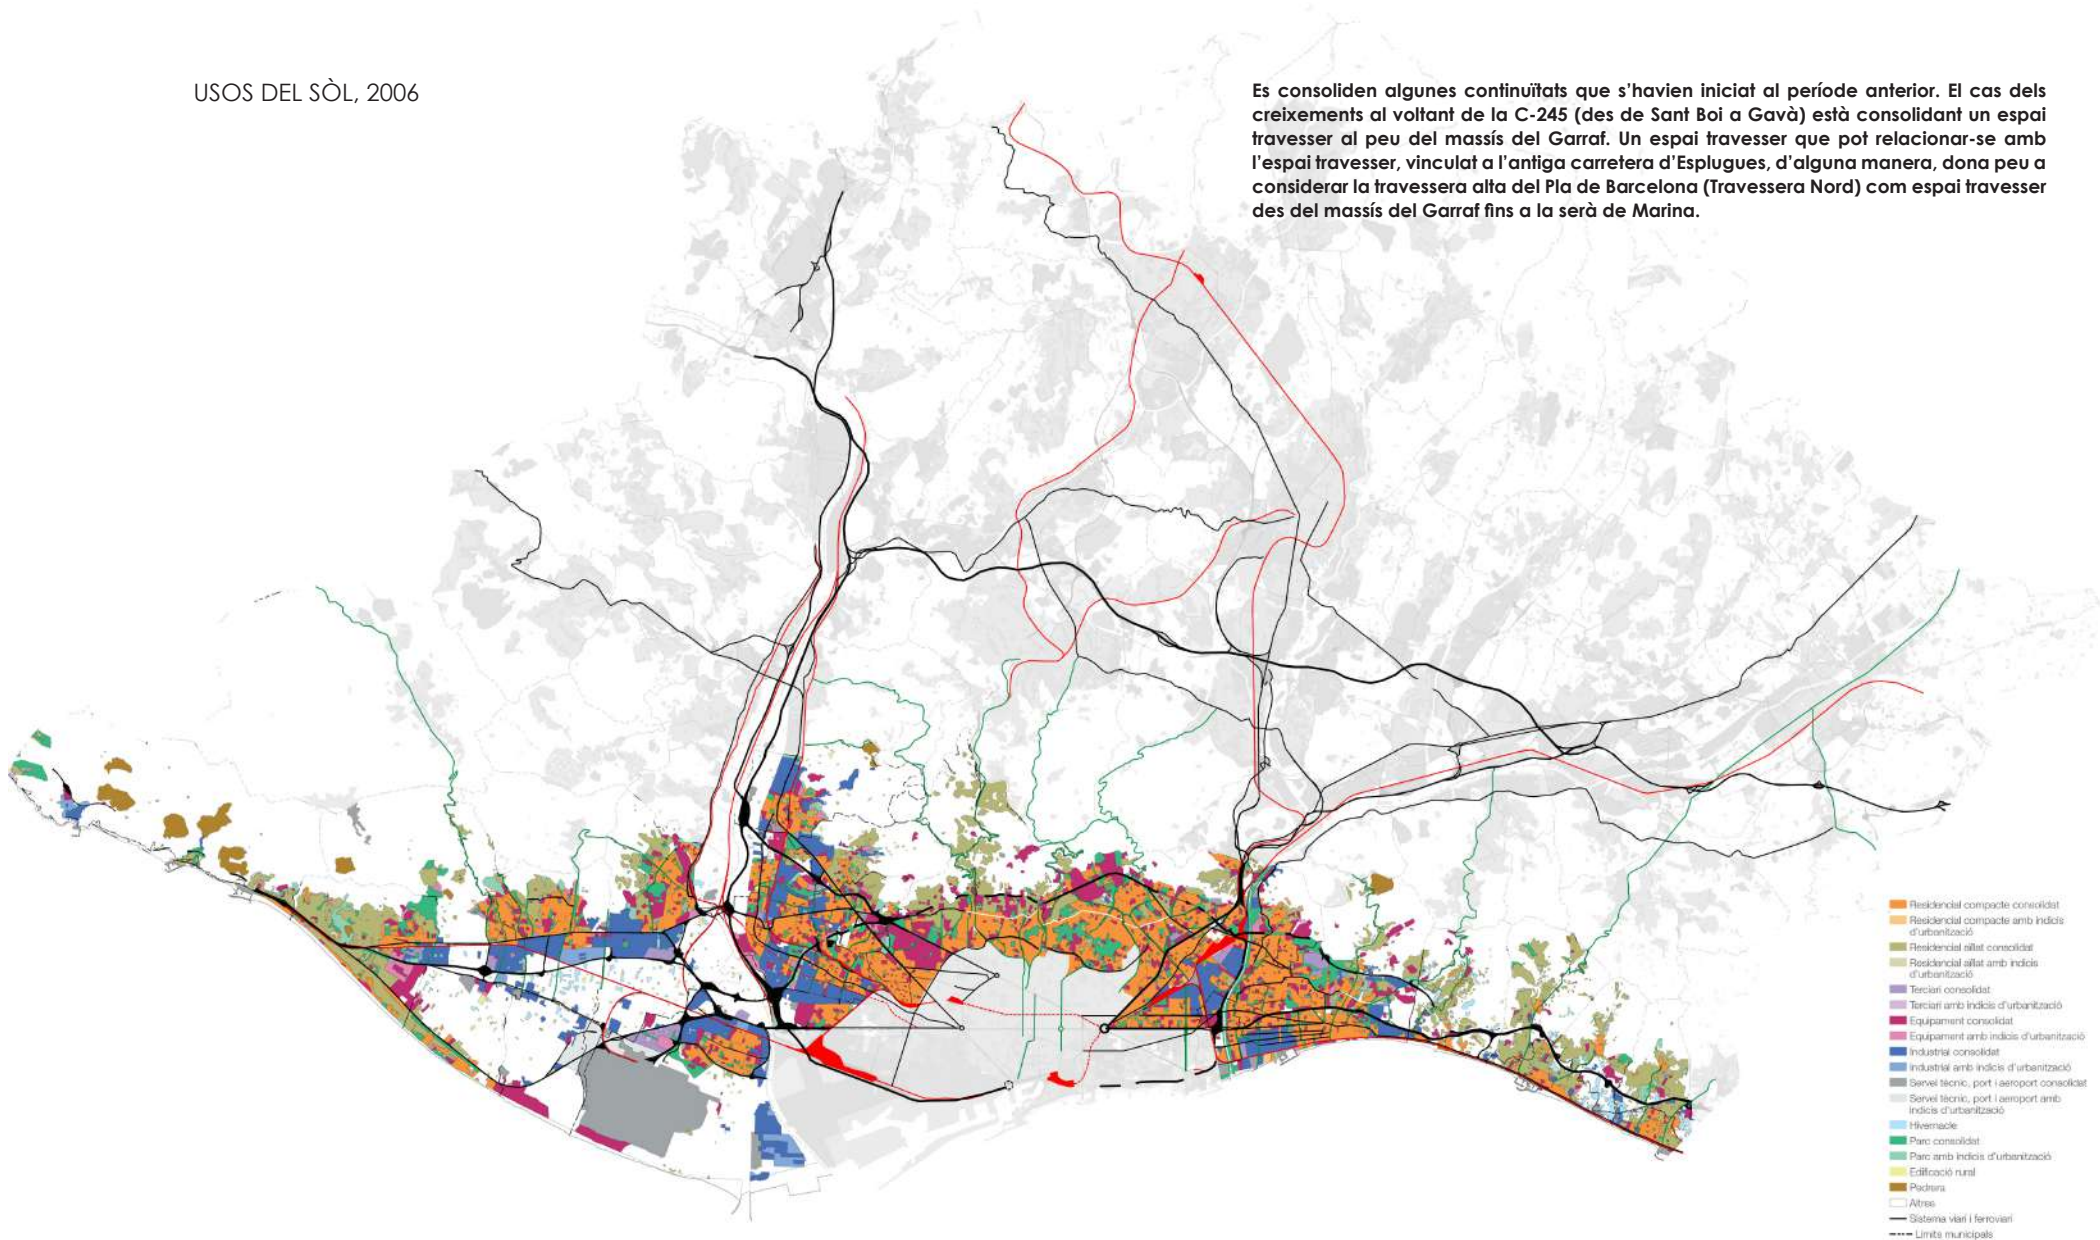 USOS DEL SÒL, 2006
Es consoliden algunes continuïtats que s'havien iniciat al període anterior. El cas dels
creixements al voltant de la C-245 (des de Sant Boi a Gavà) està consolidant un espai
travesser al peu del massís del Garraf. Un espai travesser que pot relacionar-se amb
l'espai travesser, vinculat a l'antiga carretera d'Esplugues, d'alguna manera, dona peu a
considerar la travessera alta del Pla de Barcelona (Travessera Nord) com espai travesser
des del massís del Garraf fins a la serà de Marina.
Residencial compacte consolidat
Residencial compacte amb indicis
d'urbanització
Residencial aïllat consolidat
Residencial aïllat amb indicis
d'urbanització
Terciari consolidat
Terciari amb indicis d'urbanització
Equipament consolidat
Equipament amb indicis d'urbanització
Industrial consolidat
Industrial amb indicis d'urbanització
Servei tècnic, port i aeroport consolidat
Servei tècnic, port i aeroport amb
indicis d'urbanització
Hivernacle
Parc consolidat
Parc amb indicis d'urbanització
Edificació rural
Pedrera
Altres
Sistema viari i ferroviari
Límits municipals